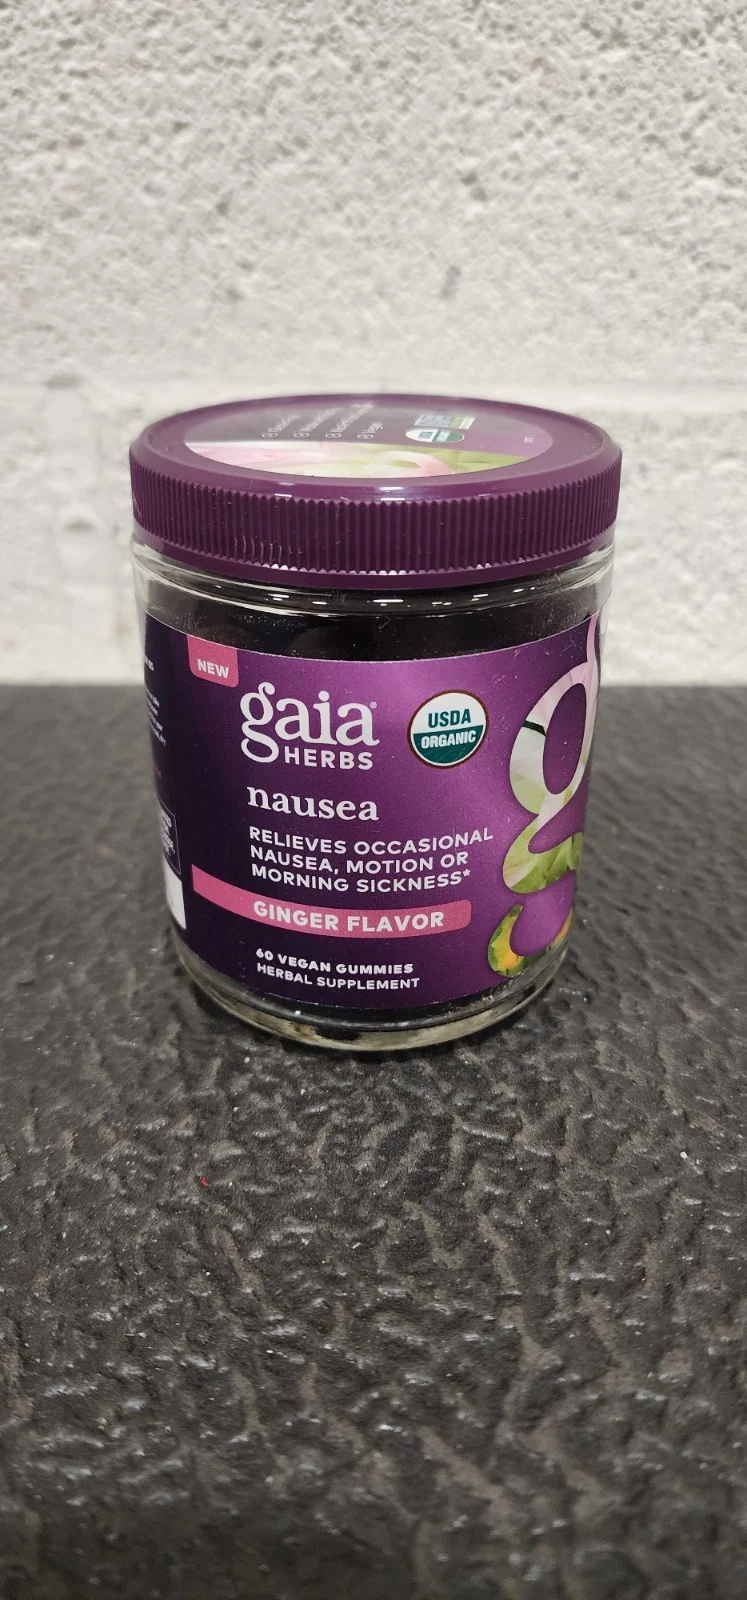 Vegan
NEW
gaia
HERBS
USDA
ORGANIC
nausea
RELIEVES OCCASIONAL
NAUSEA, MOTION OR
MORNING SICKNESS*
GINGER FLAVOR
60 VEGAN GUMMIES
HERBAL SUPPLEMENT